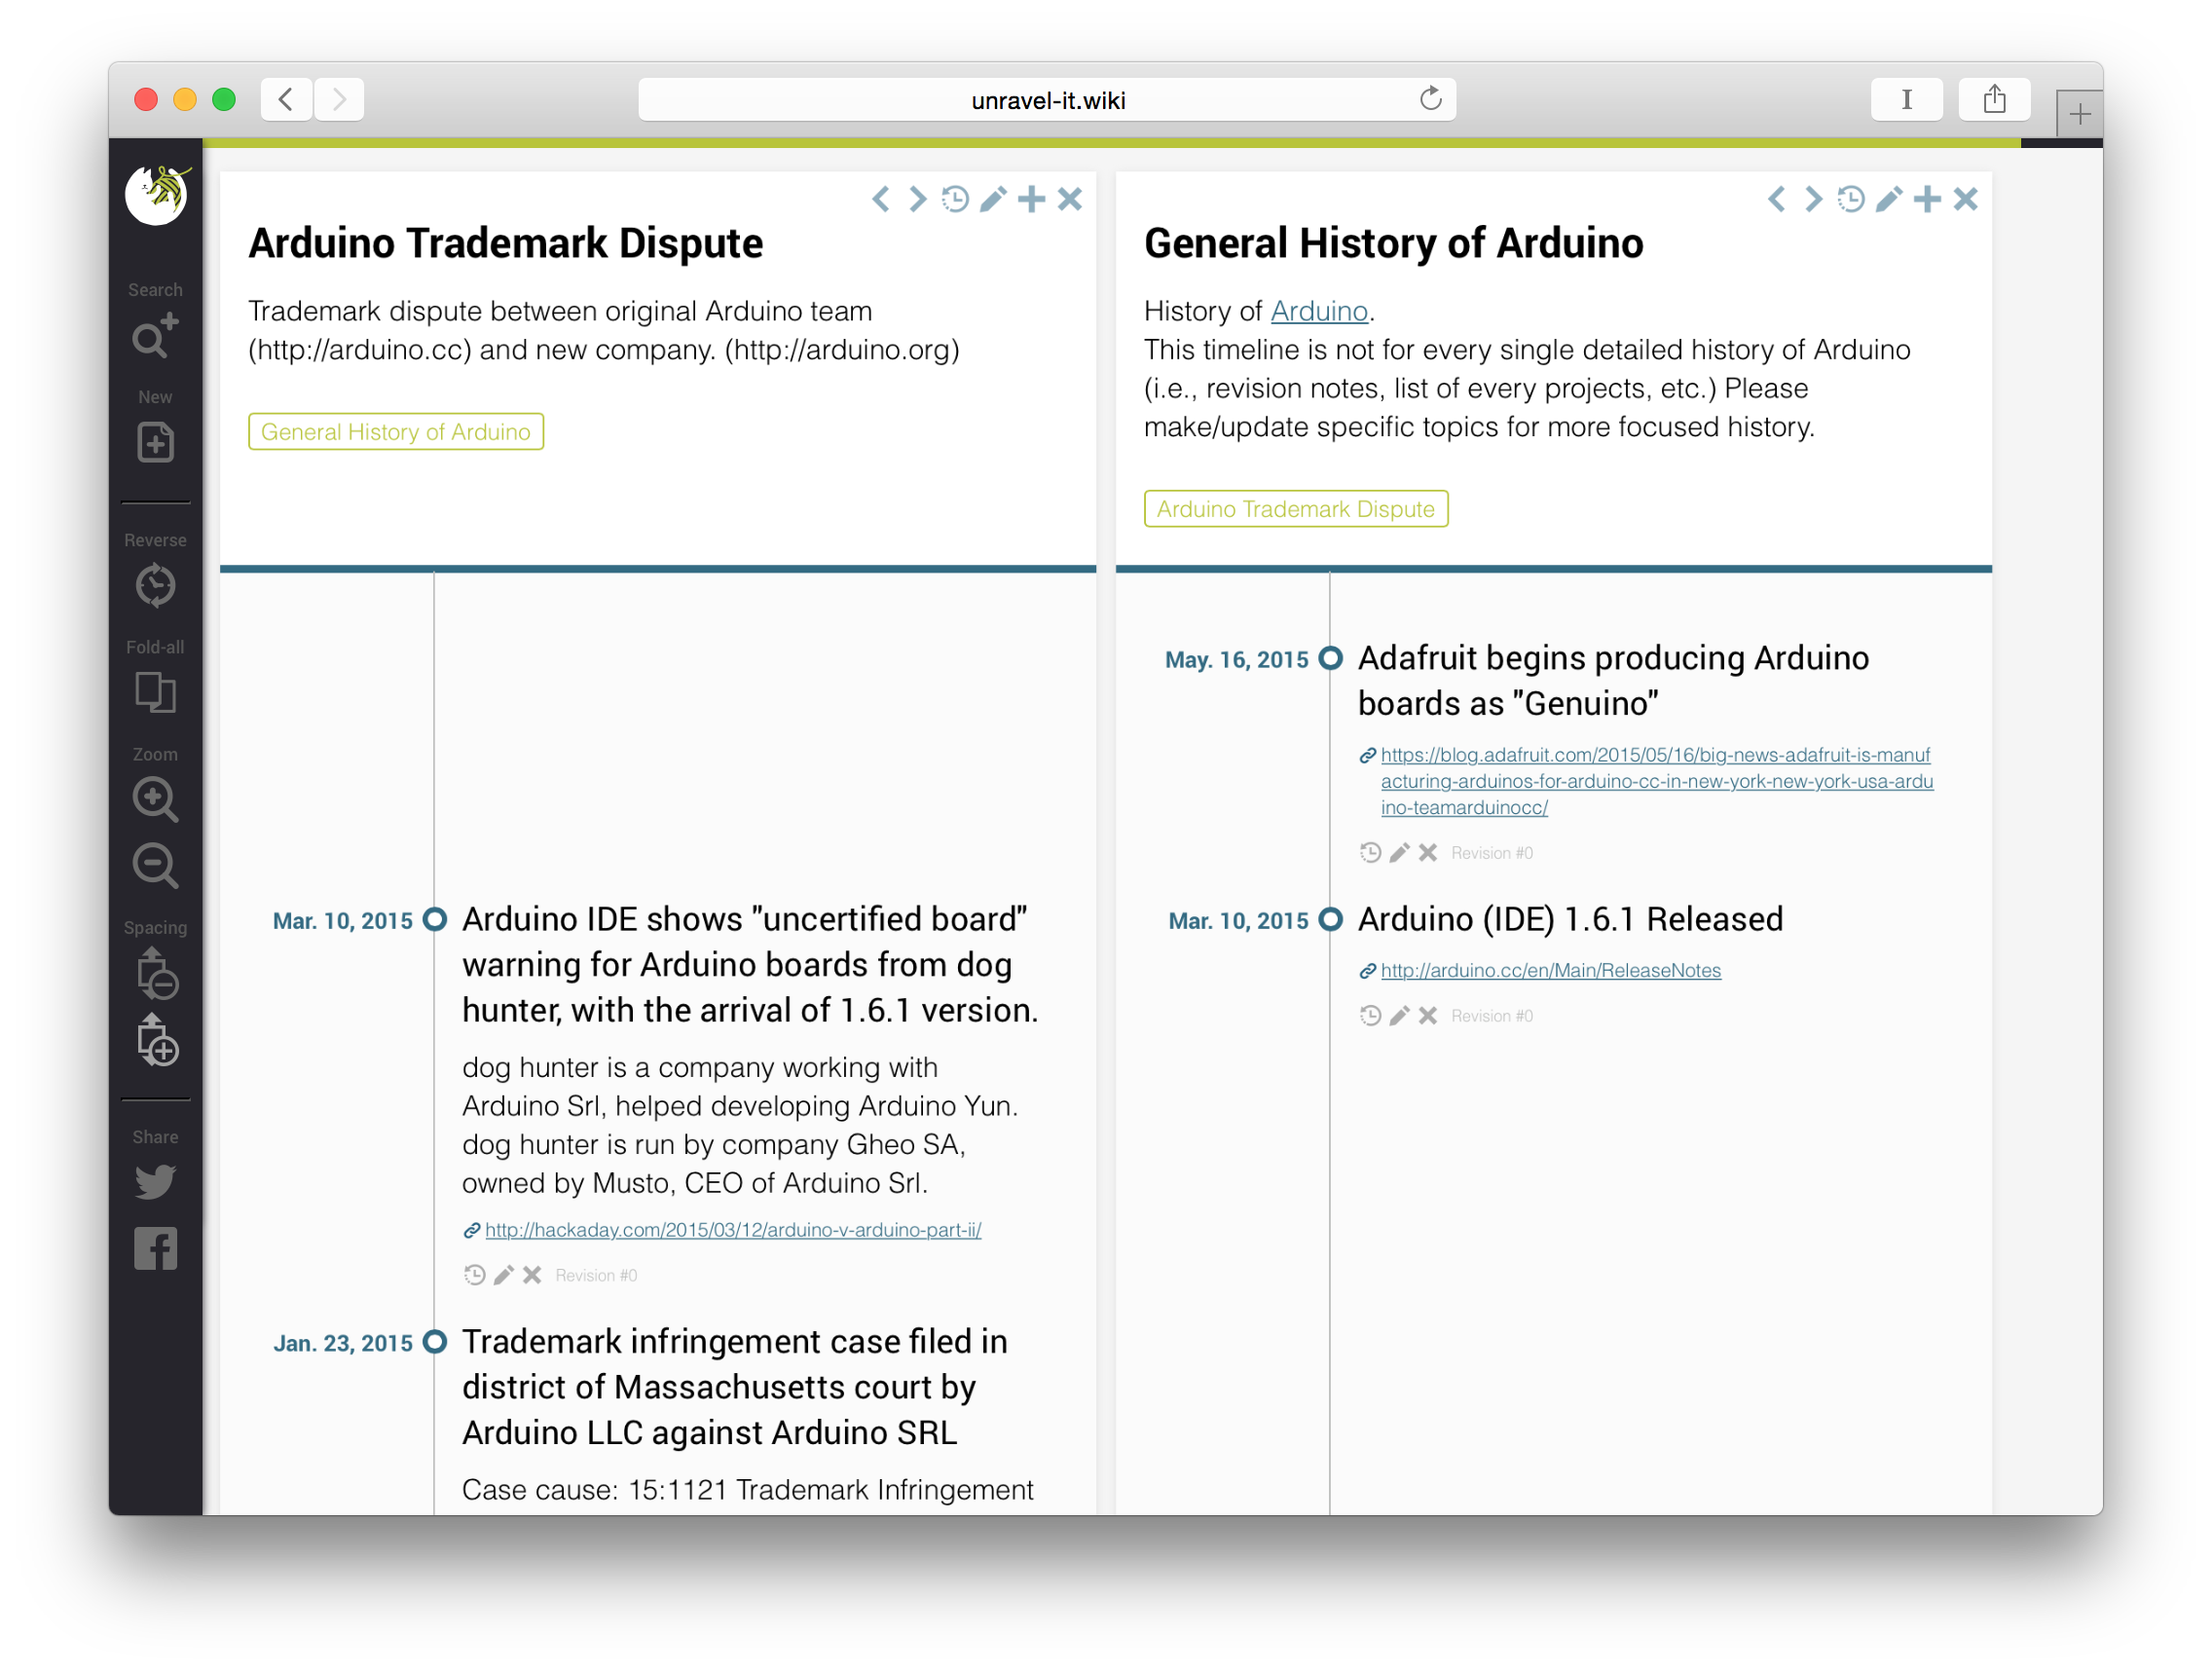 unravel-it.wiki
Search
New
Reverse
Fold-all
Zoom
Spacing
Share
Arduino Trademark Dispute
Trademark dispute between original Arduino team
(http://arduino.cc) and new company. (http://arduino.org)
General History of Arduino
Mar. 10, 2015
Arduino IDE shows "uncertified board"
warning for Arduino boards from dog
hunter, with the arrival of 1.6.1 version.
dog hunter is a company working with
Arduino Srl, helped developing Arduino Yun.
dog hunter is run by company Gheo SA,
owned by Musto, CEO of Arduino Srl.
http://hackaday.com/2015/03/12/arduino-v-arduino-part-ii/
Revision #0
Jan. 23, 2015
Trademark infringement case filed in
district of Massachusetts court by
Arduino LLC against Arduino SRL
Case cause: 15:1121 Trademark Infringement
General History of Arduino
History of Arduino.
This timeline is not for every single detailed history of Arduino
(i.e., revision notes, list of every projects, etc.) Please
make/update specific topics for more focused history.
Arduino Trademark Dispute
May. 16, 2015
Adafruit begins producing Arduino
boards as "Genuino"
https://blog.adafruit.com/2015/05/16/big-news-adafruit-is-manuf
acturing-arduinos-for-arduino-cc-in-new-york-new-york-usa-ardu
ino-teamarduinocc/
Revision #0
Mar. 10, 2015
Arduino (IDE) 1.6.1 Released
http://arduino.cc/en/Main/ReleaseNotes
Revision #0